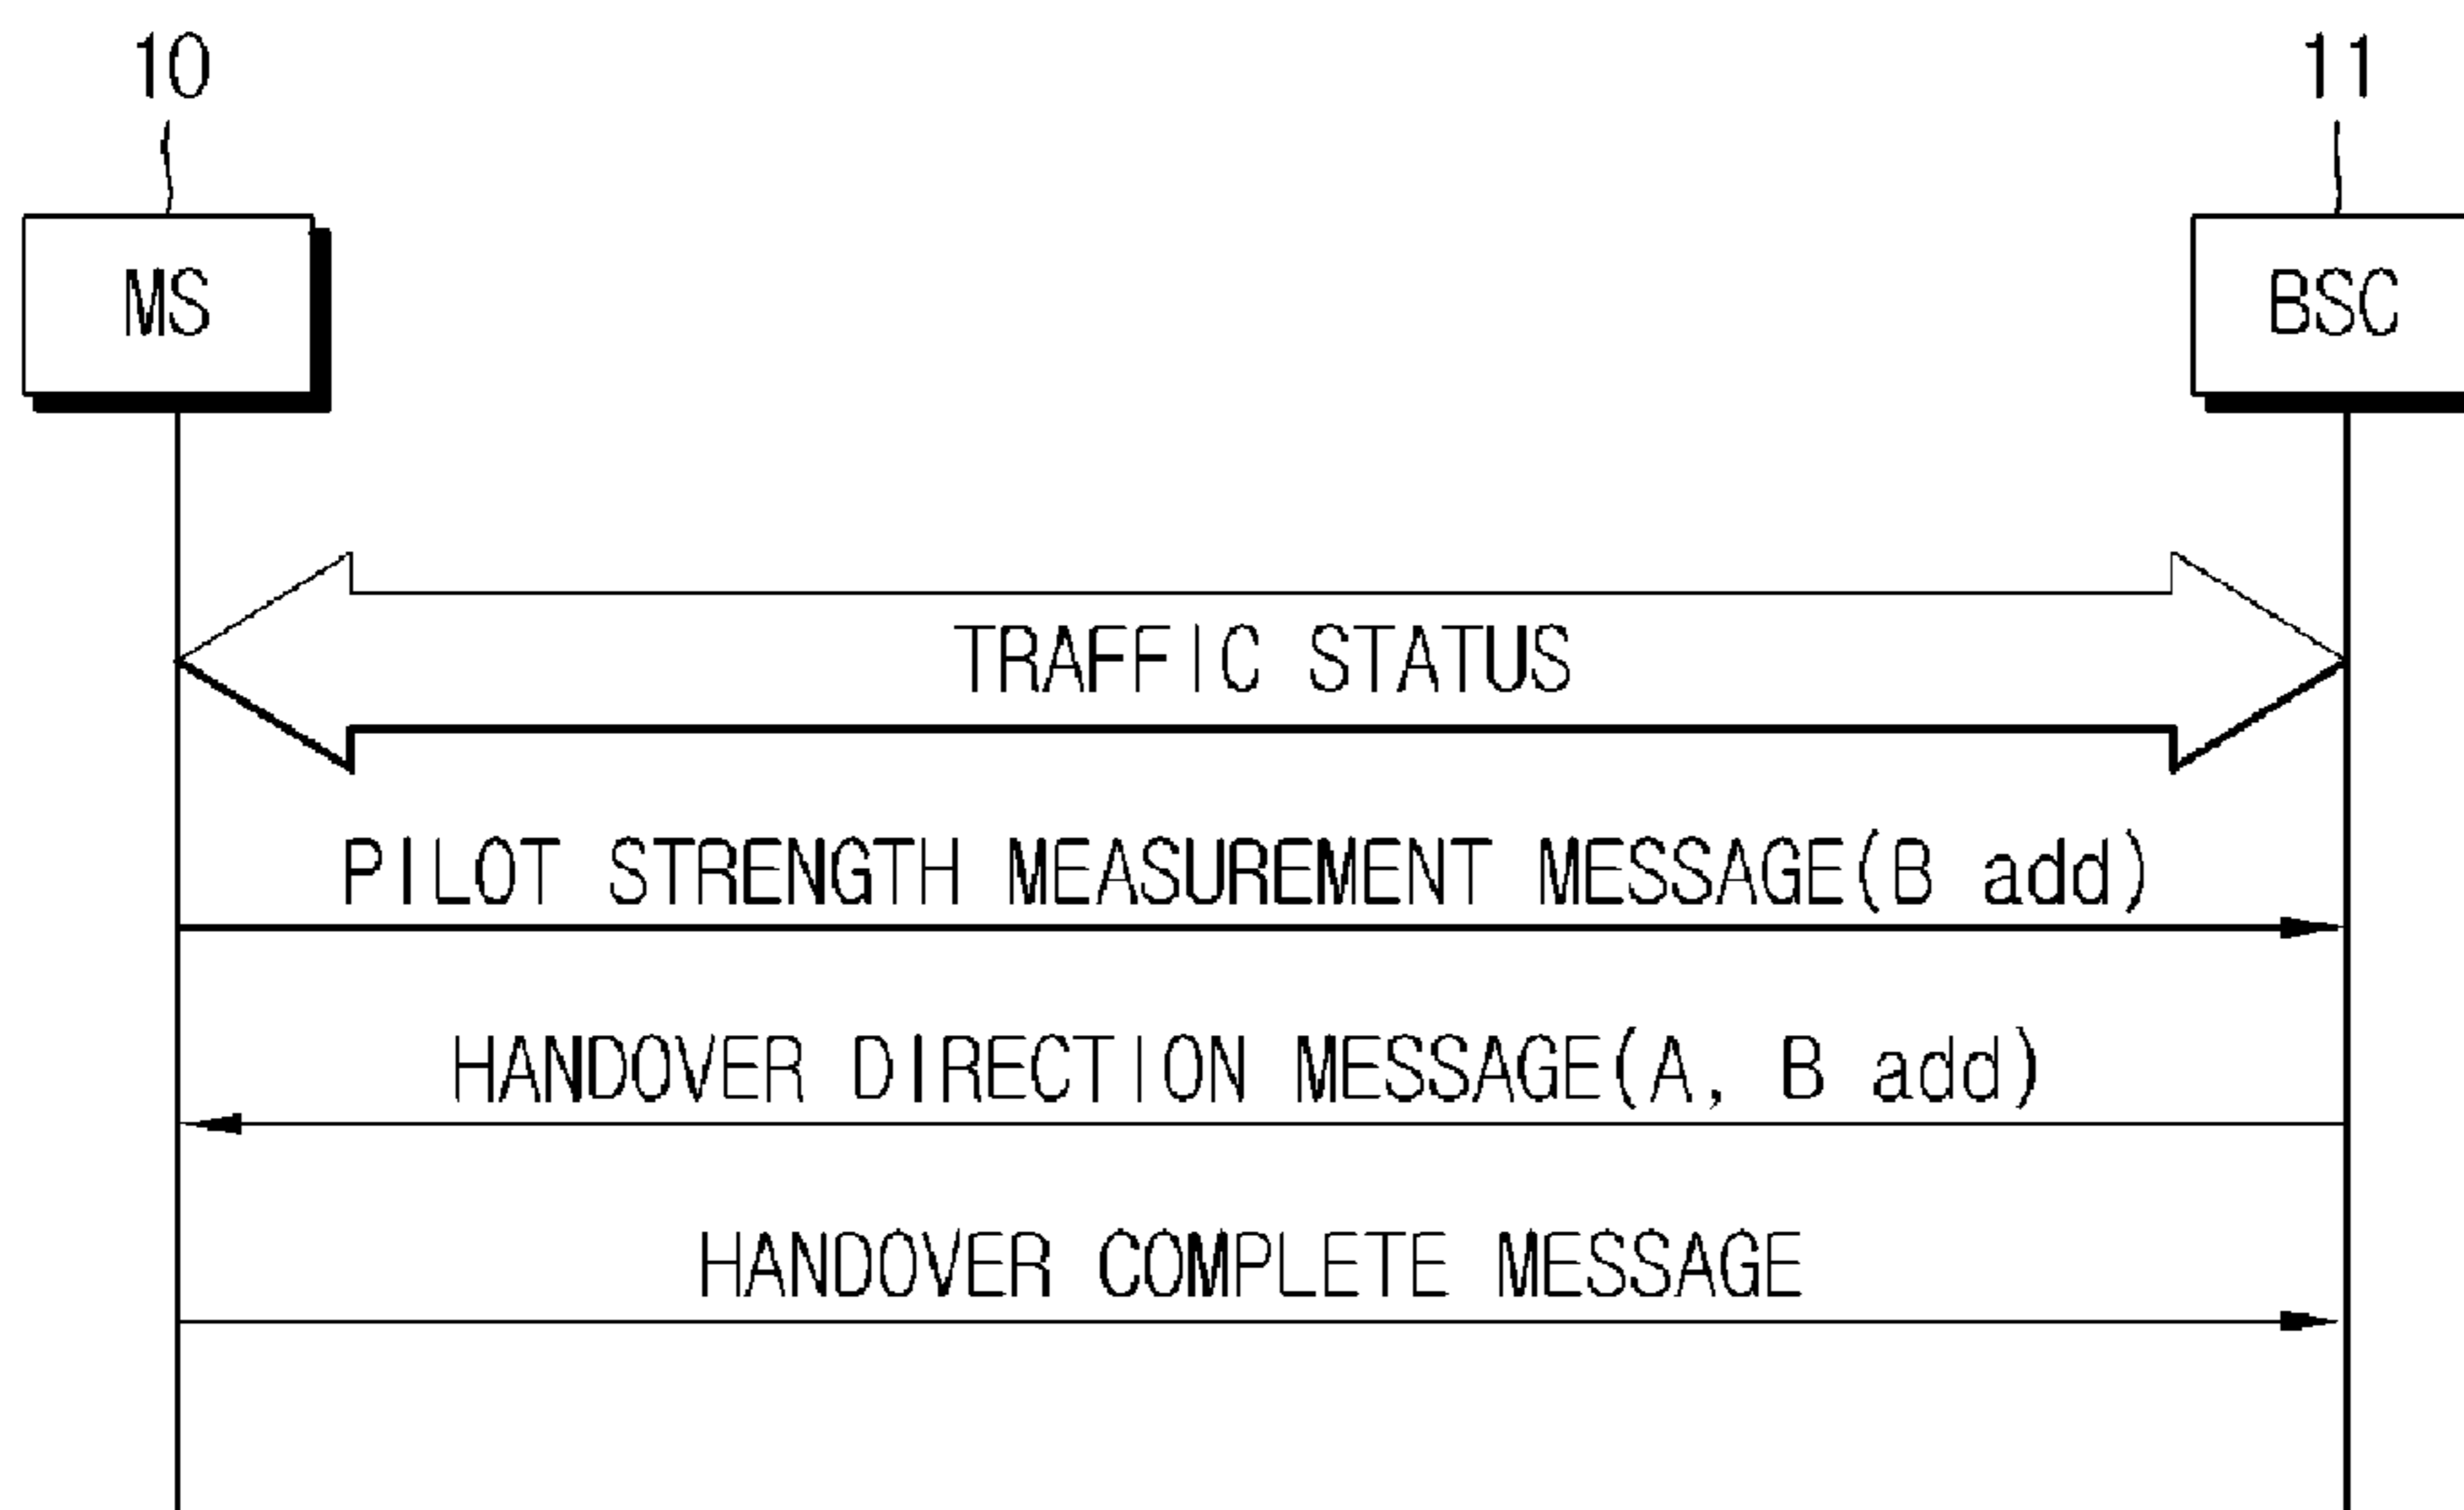 10
11
MS
BSC
TRAFFIC STATUS
PILOT STRENGTH MEASUREMENT MESSAGE(B add)
HANDOVER DIRECTION MESSAGE(A, B add)
HANDOVER COMPLETE MESSAGE